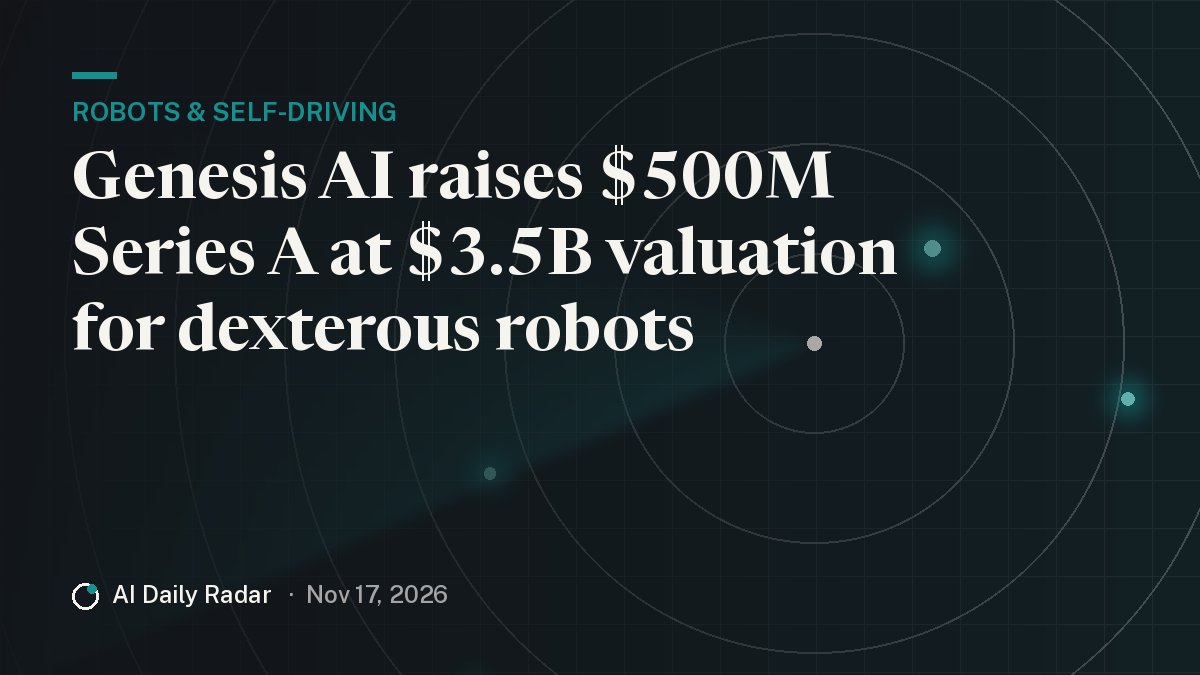 ROBOTS & SELF-DRIVING
Genesis AI raises $500M
Series A at $3.5B valuation
for dexterous robots
AI Daily Radar · Nov 17, 2026